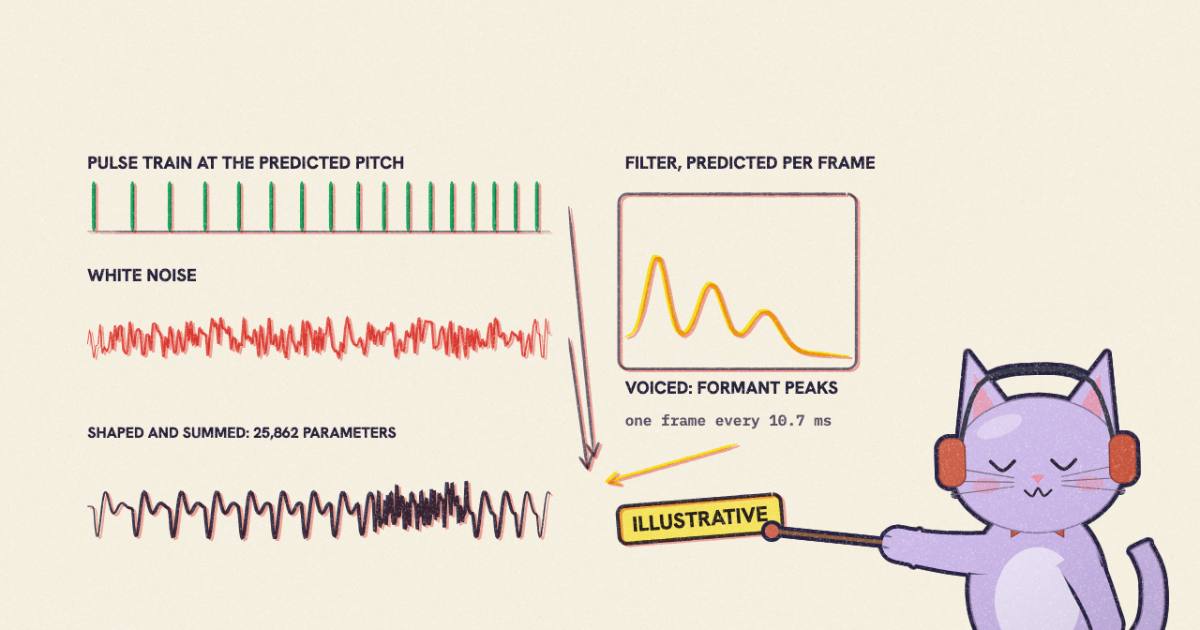 PULSE TRAIN AT THE PREDICTED PITCH
WHITE NOISE
SHAPED AND SUMMED: 25,862 PARAMETERS
FILTER, PREDICTED PER FRAME
VOICED: FORMANT PEAKS
one frame every 10.7 ms
ILLUSTRATIVE